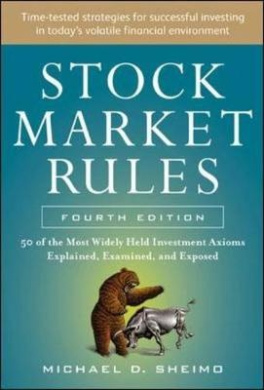 Time-tested strategies for successful investing
in today's volatile financial environment
STOCK
MARKET
RULES
FOURTH EDITION
50 of the Most Widely Held Investment Axioms
Explained, Examined, and Exposed
MICHAEL D. SHEIMO